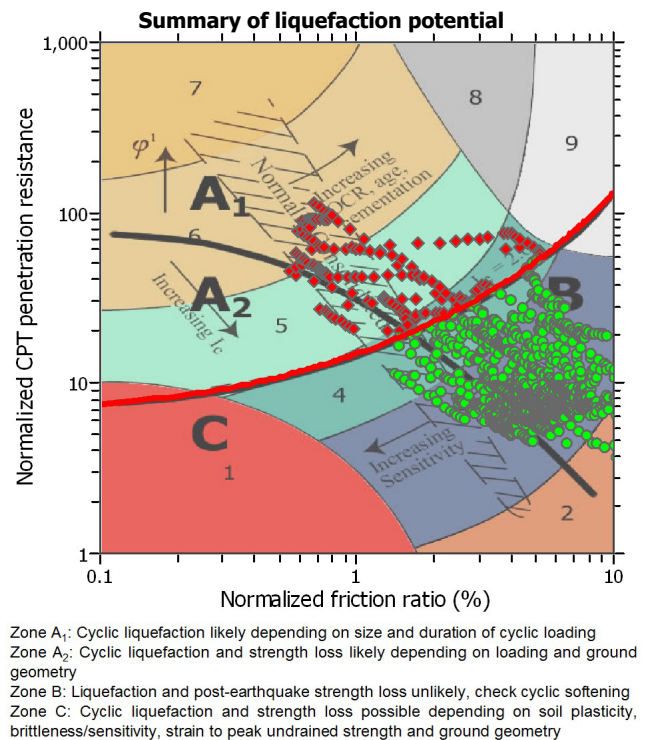 Summary of liquefaction potential
Normalized CPT penetration resistance
1,000
100
10
1
7
8
9
φ¹
Increasing
OCR, age,
cementation
A1
6
A2
Increasing Ic
5
B
4
C
1
Increasing
Sensitivity
2
0.1
1
10
Normalized friction ratio (%)
Zone A1: Cyclic liquefaction likely depending on size and duration of cyclic loading
Zone A2: Cyclic liquefaction and strength loss likely depending on loading and ground
geometry
Zone B: Liquefaction and post-earthquake strength loss unlikely, check cyclic softening
Zone C: Cyclic liquefaction and strength loss possible depending on soil plasticity,
brittleness/sensitivity, strain to peak undrained strength and ground geometry